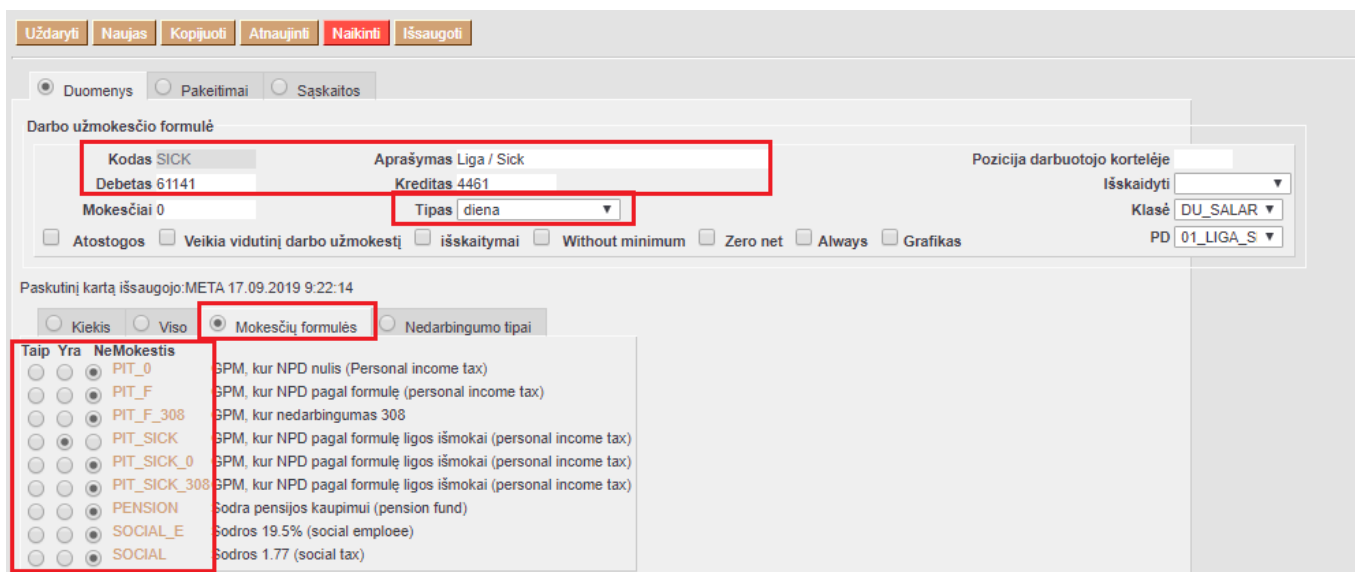 Uždaryti Naujas Kopijuoti Atnaujinti Naikinti Išsaugoti
Duomenys Pakeitimai Sąskaitos
Darbo užmokesčio formulė
Kodas SICK Aprašymas Liga / Sick Pozicija darbuotojo kortelėje
Debetas 61141 Kreditas 4461 Išskaidyti
Mokesčiai 0 Tipas diena Klasė DU_SALAR
Atostogos Veikia vidutinį darbo užmokestį išskaitymai Without minimum Zero net Always Grafikas PD 01_LIGA_S
Paskutinį kartą išsaugojo:META 17.09.2019 9:22:14
Kiekis Viso Mokesčių formulės Nedarbingumo tipai
Taip Yra Ne Mokestis
PIT_0 GPM, kur NPD nulis (Personal income tax)
PIT_F GPM, kur NPD pagal formulę (personal income tax)
PIT_F_308 GPM, kur nedarbingumas 308
PIT_SICK GPM, kur NPD pagal formulę ligos išmokai (personal income tax)
PIT_SICK_0 GPM, kur NPD pagal formulę ligos išmokai (personal income tax)
PIT_SICK_308 GPM, kur NPD pagal formulę ligos išmokai (personal income tax)
PENSION Sodra pensijos kaupimui (pension fund)
SOCIAL_E Sodros 19.5% (social emploee)
SOCIAL Sodros 1.77 (social tax)